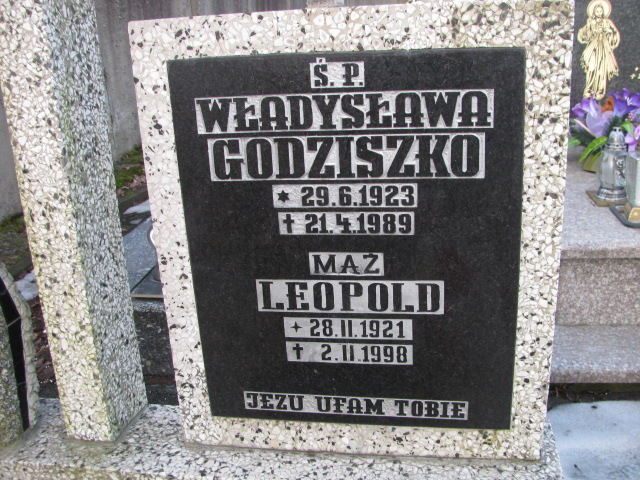 Ś. P.
WŁADYSŁAWA
GODZISZKO
* 29.6.1923
† 21.4.1989
MĄŻ
LEOPOLD
* 28.11.1921
† 2.11.1998
JEZU UFAM TOBIE